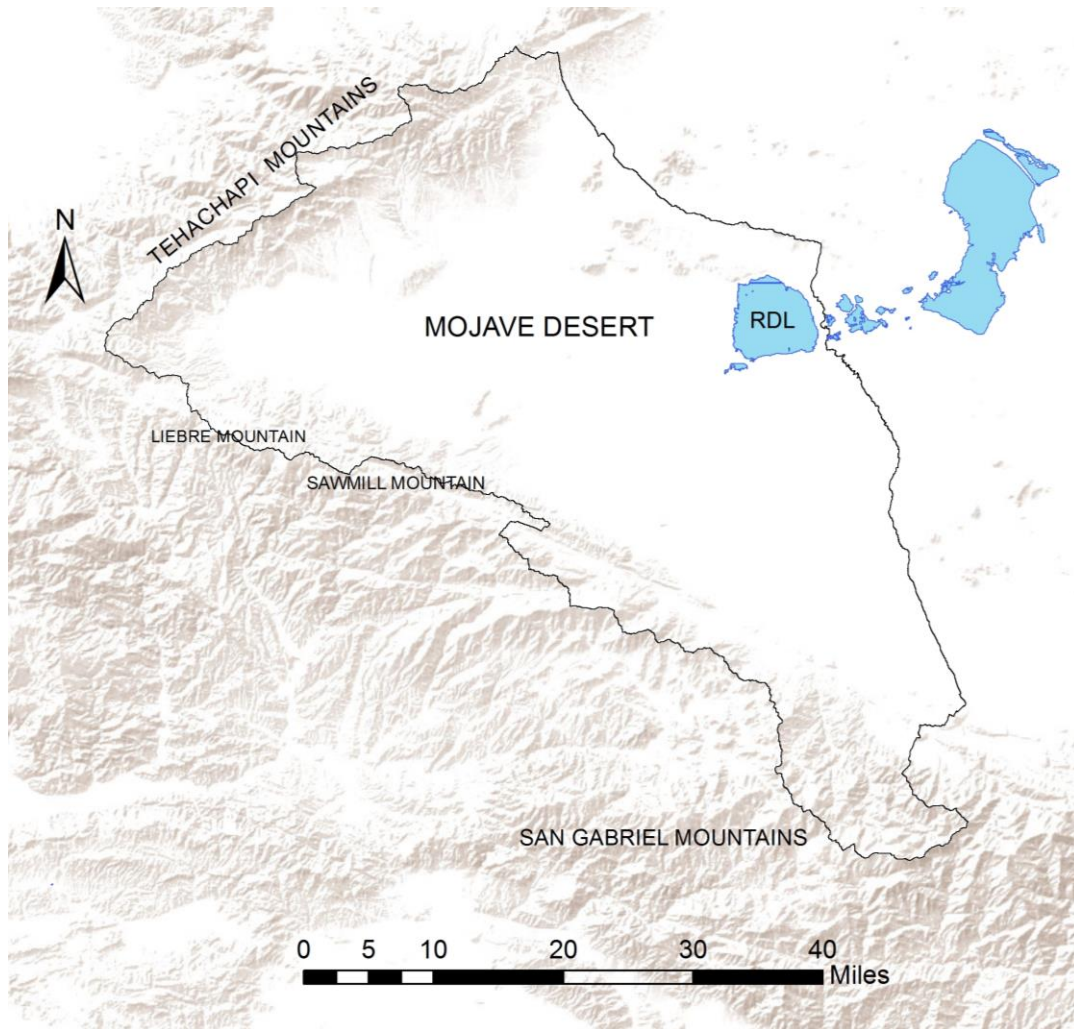 TEHACHAPI MOUNTAINS
N
MOJAVE DESERT
RDL
LIEBRE MOUNTAIN
SAWMILL MOUNTAIN
SAN GABRIEL MOUNTAINS
0 5 10 20 30 40
Miles